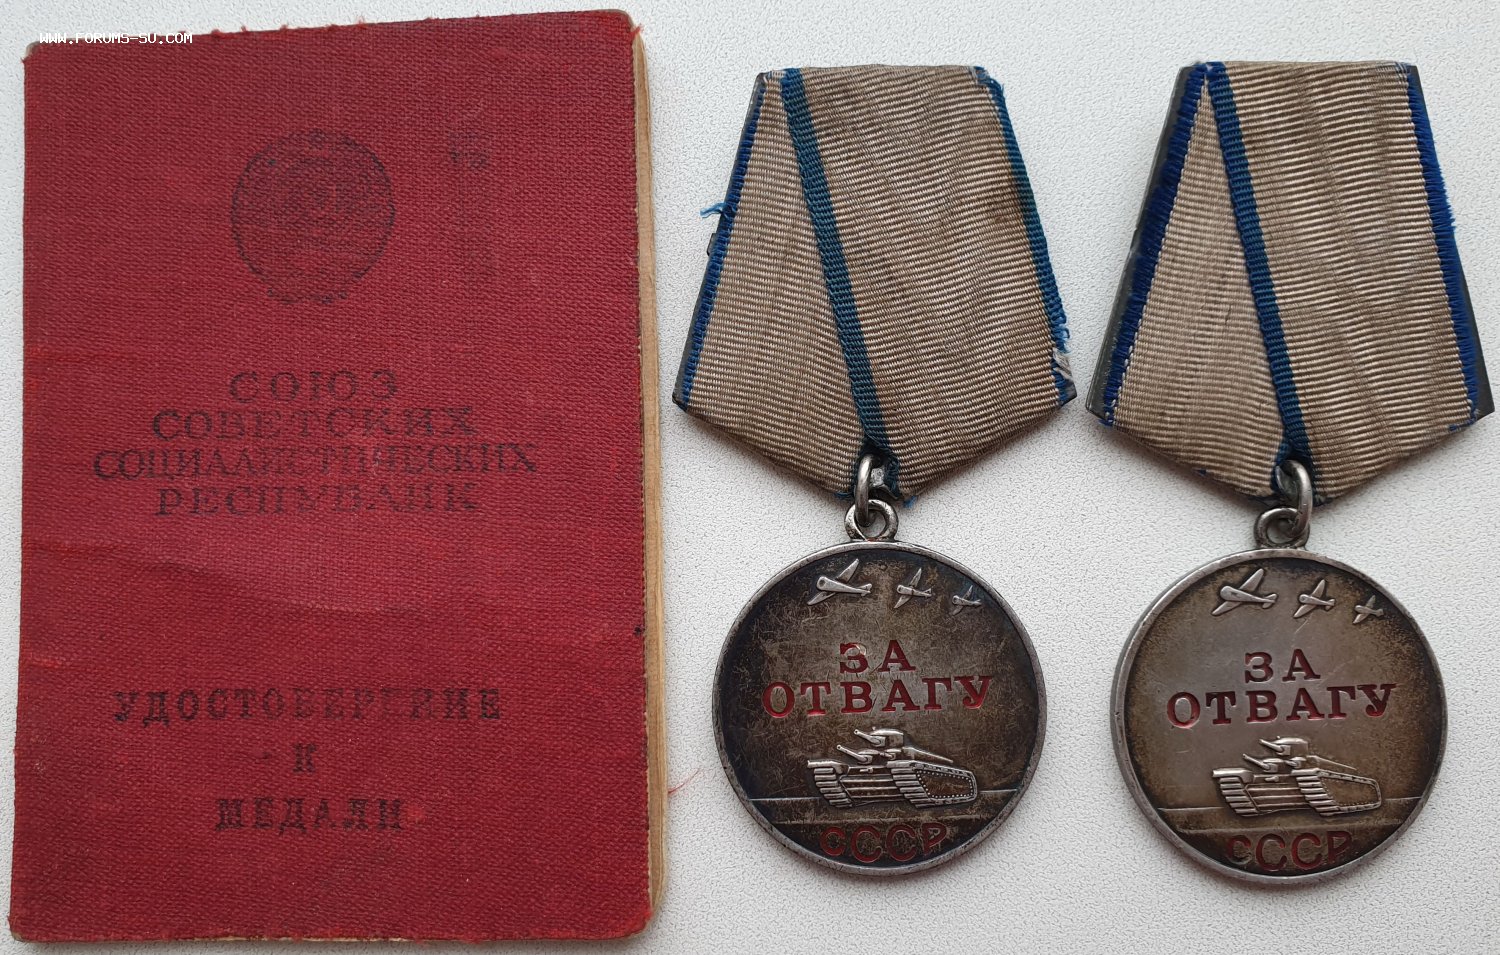 www.forums-su.com
СОЮЗ
СОВЕТСКИХ
СОЦИАЛИСТИЧЕСКИХ
РЕСПУБЛИК
УДОСТОВЕРЕНИЕ
К
МЕДАЛИ
ЗА
ОТВАГУ
СССР
ЗА
ОТВАГУ
СССР